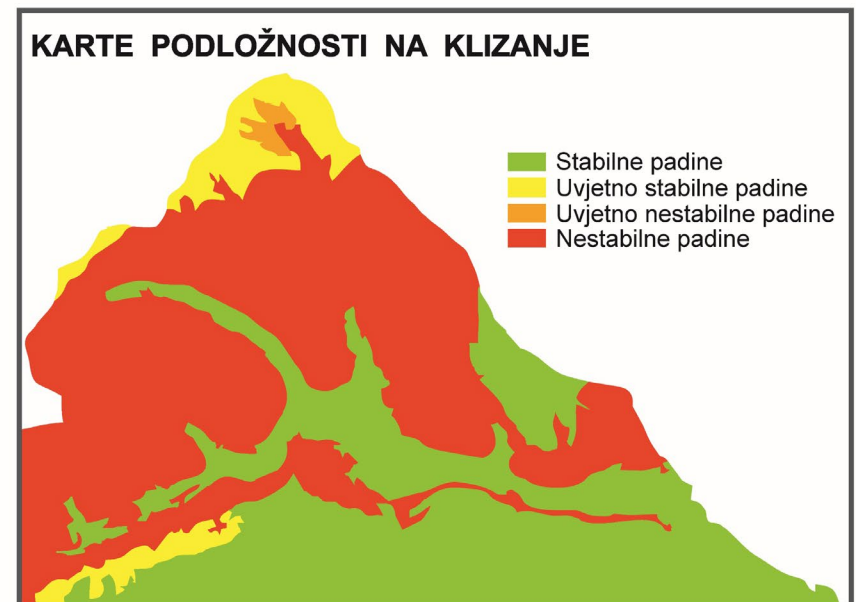 KARTE PODLOŽNOSTI NA KLIZANJE
Stabilne padine
Uvjetno stabilne padine
Uvjetno nestabilne padine
Nestabilne padine